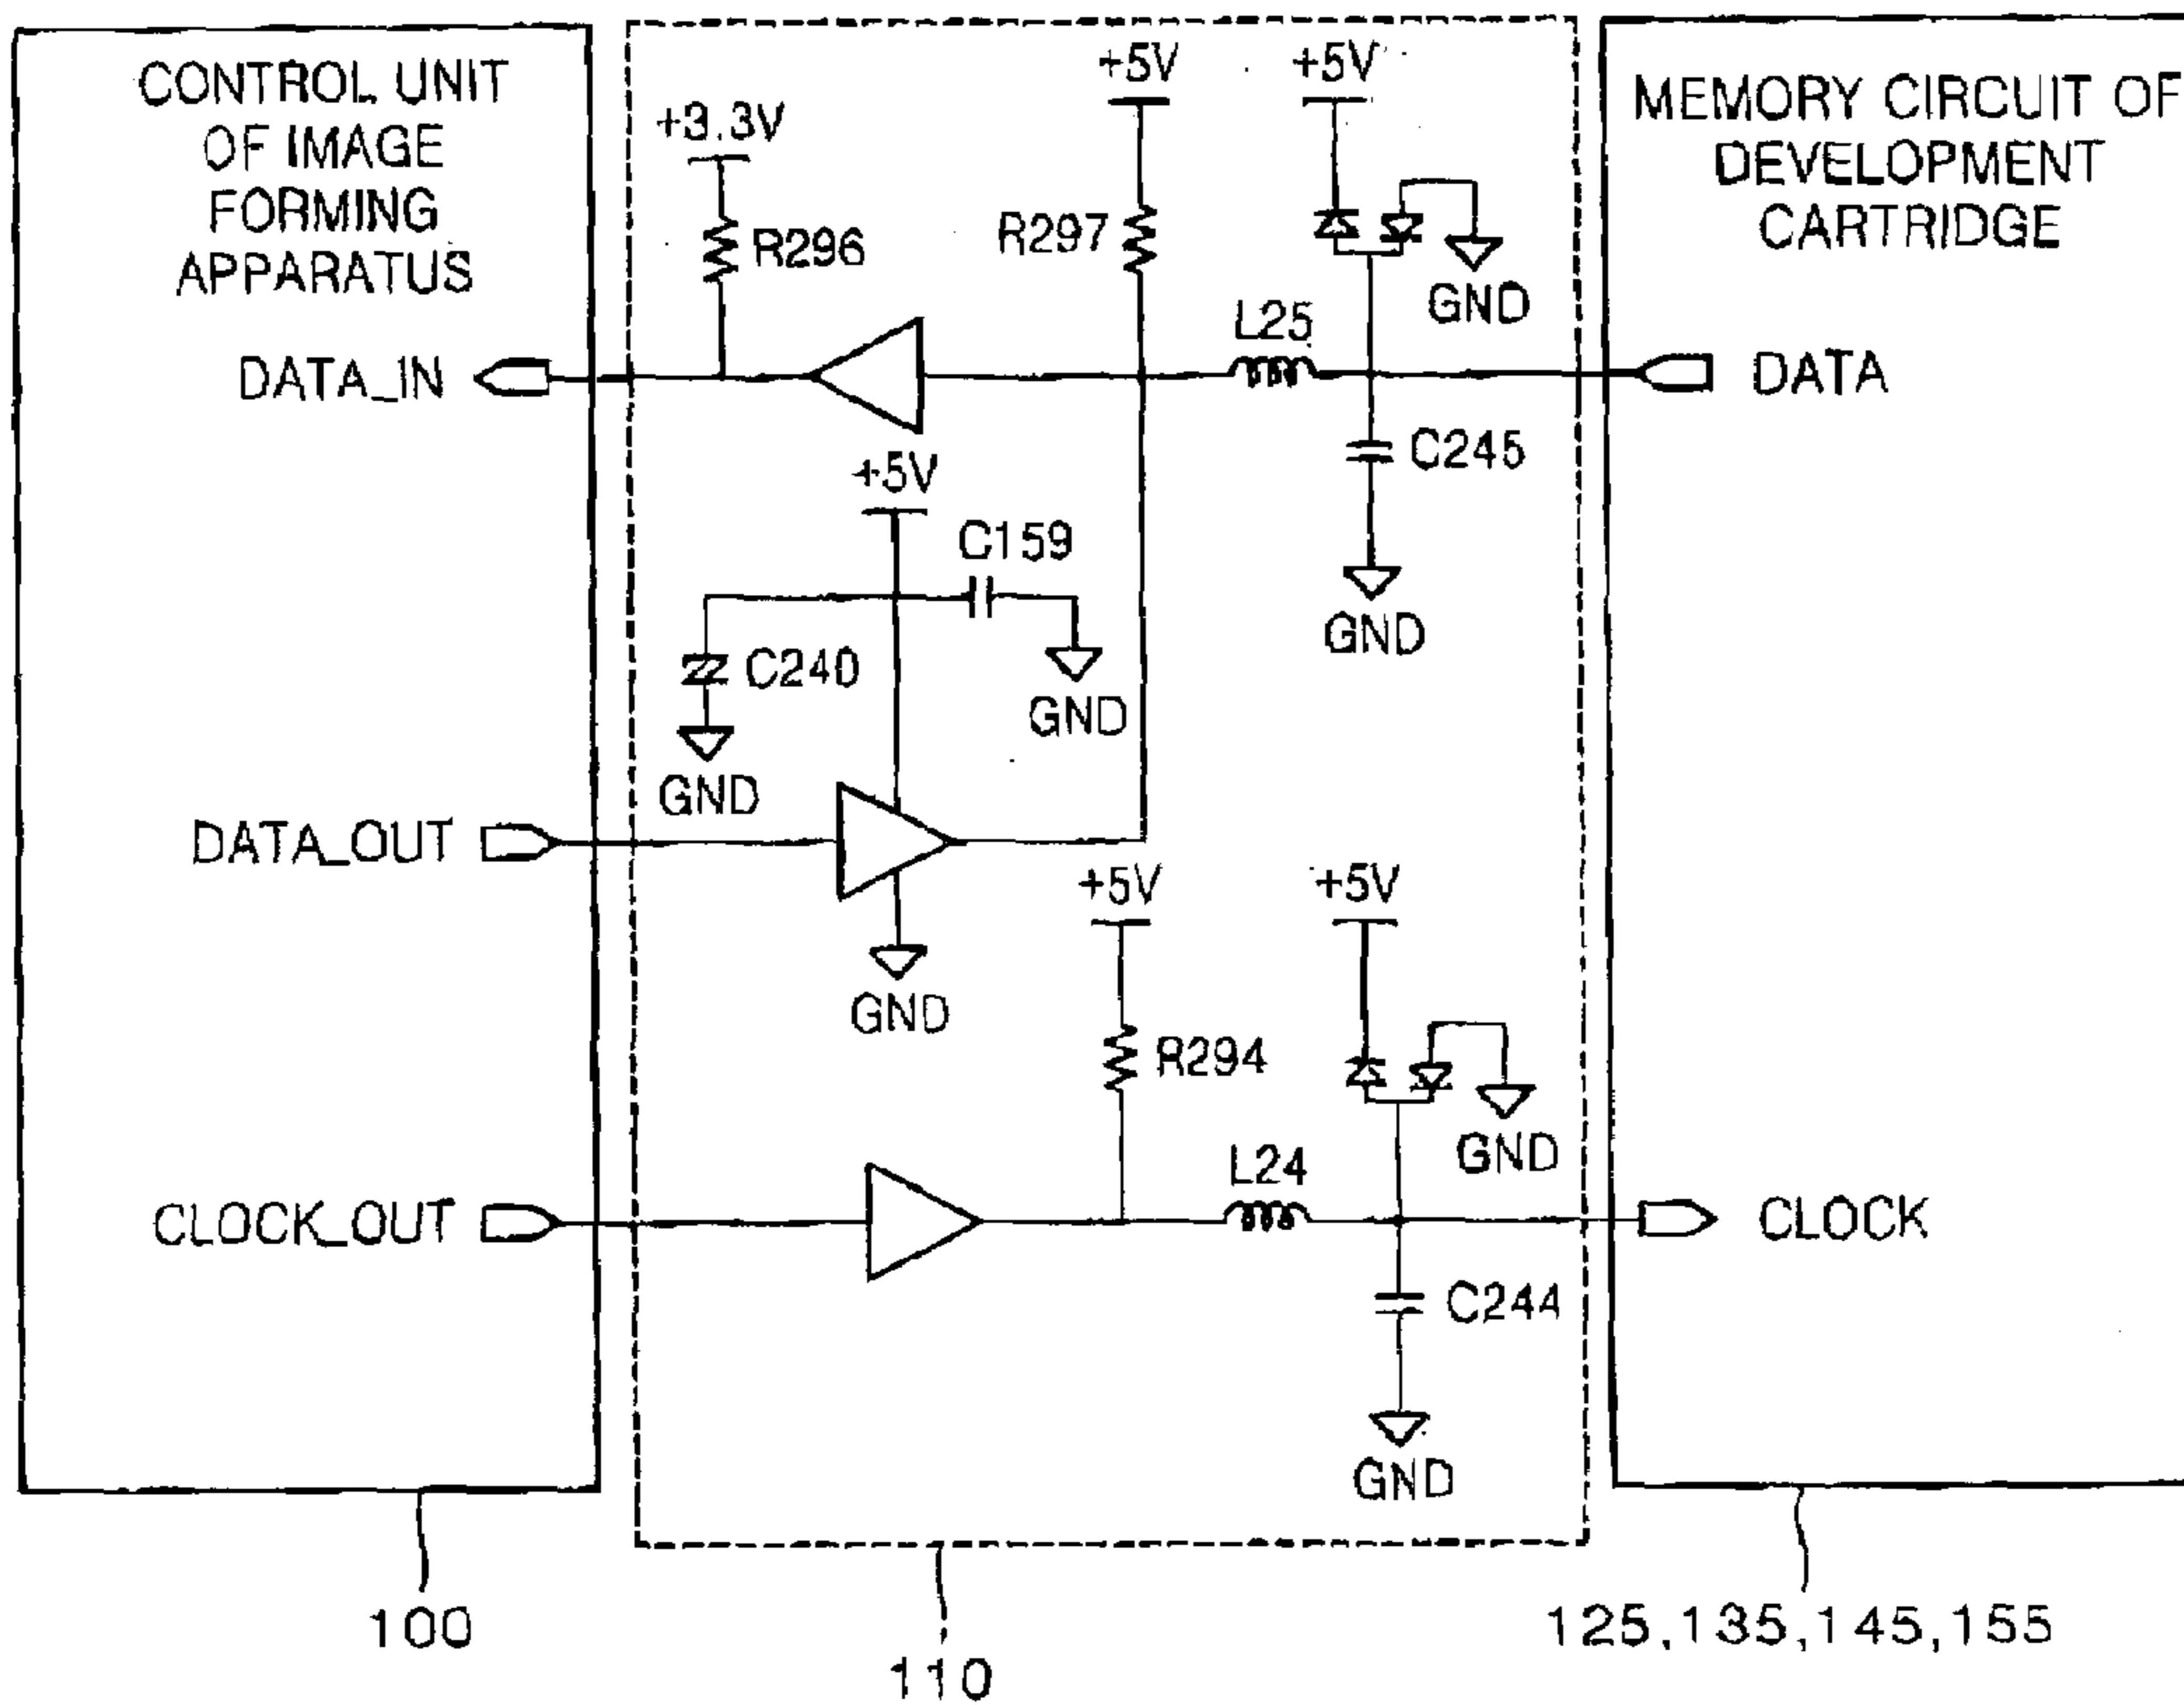 CONTROL UNIT
OF IMAGE
FORMING
APPARATUS
+3.3V
R296
+5V
R297
+5V
GND
MEMORY CIRCUIT OF
DEVELOPMENT
CARTRIDGE
L25
DATA_IN
DATA
C245
GND
+5V
C159
GND
C240
GND
DATA_OUT
GND
+5V
R294
+5V
GND
L24
CLOCK_OUT
CLOCK
C244
GND
100
110
125,135,145,155